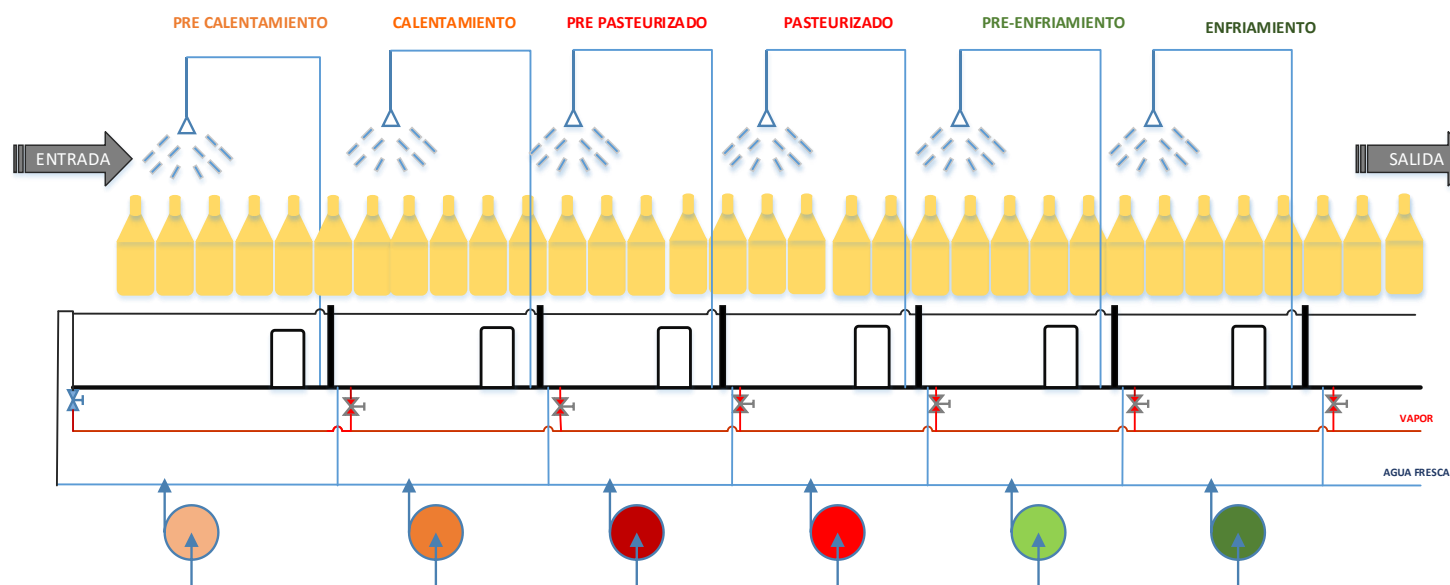 PRE CALENTAMIENTO
CALENTAMIENTO
PRE PASTEURIZADO
PASTEURIZADO
PRE-ENFRIAMIENTO
ENFRIAMIENTO
ENTRADA
SALIDA
VAPOR
AGUA FRESCA